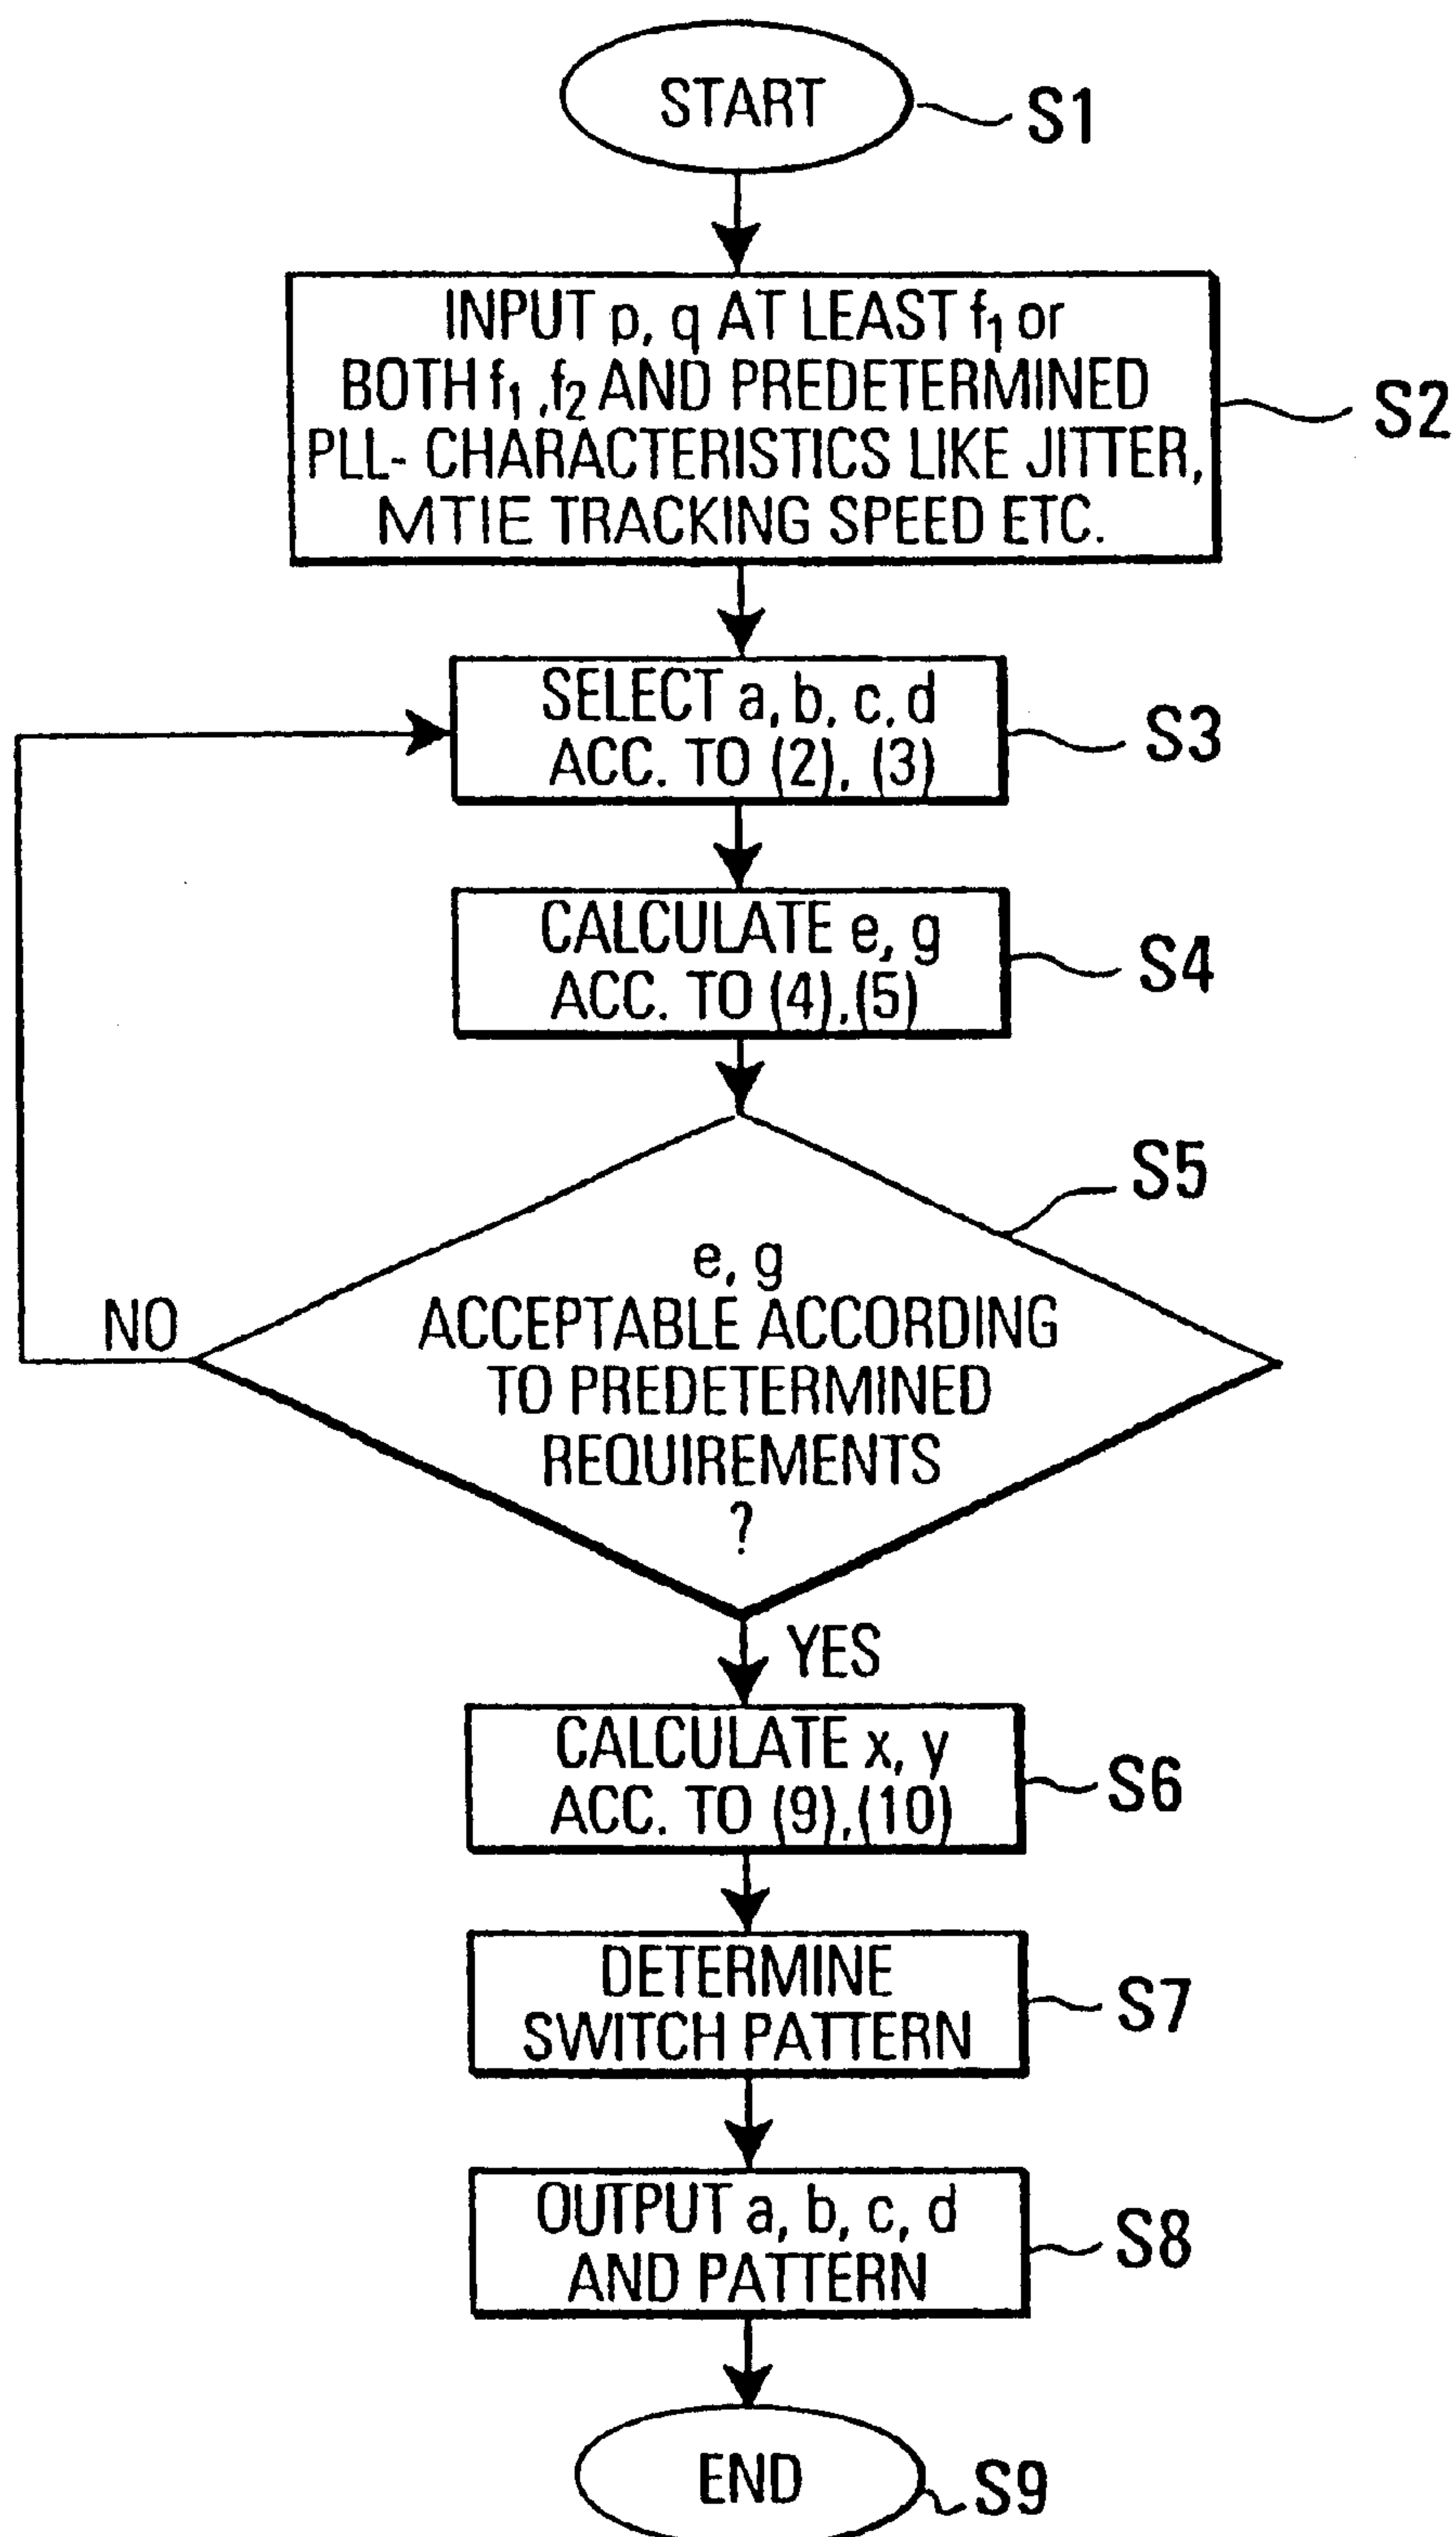 START
S1
INPUT p, q AT LEAST f₁ or
BOTH f₁ ,f₂ AND PREDETERMINED
PLL- CHARACTERISTICS LIKE JITTER,
MTIE TRACKING SPEED ETC.
S2
SELECT a, b, c, d
ACC. TO (2), (3)
S3
CALCULATE e, g
ACC. TO (4),(5)
S4
S5
e, g
ACCEPTABLE ACCORDING
TO PREDETERMINED
REQUIREMENTS
?
NO
YES
CALCULATE x, y
ACC. TO (9),(10)
S6
DETERMINE
SWITCH PATTERN
S7
OUTPUT a, b, c, d
AND PATTERN
S8
END
S9